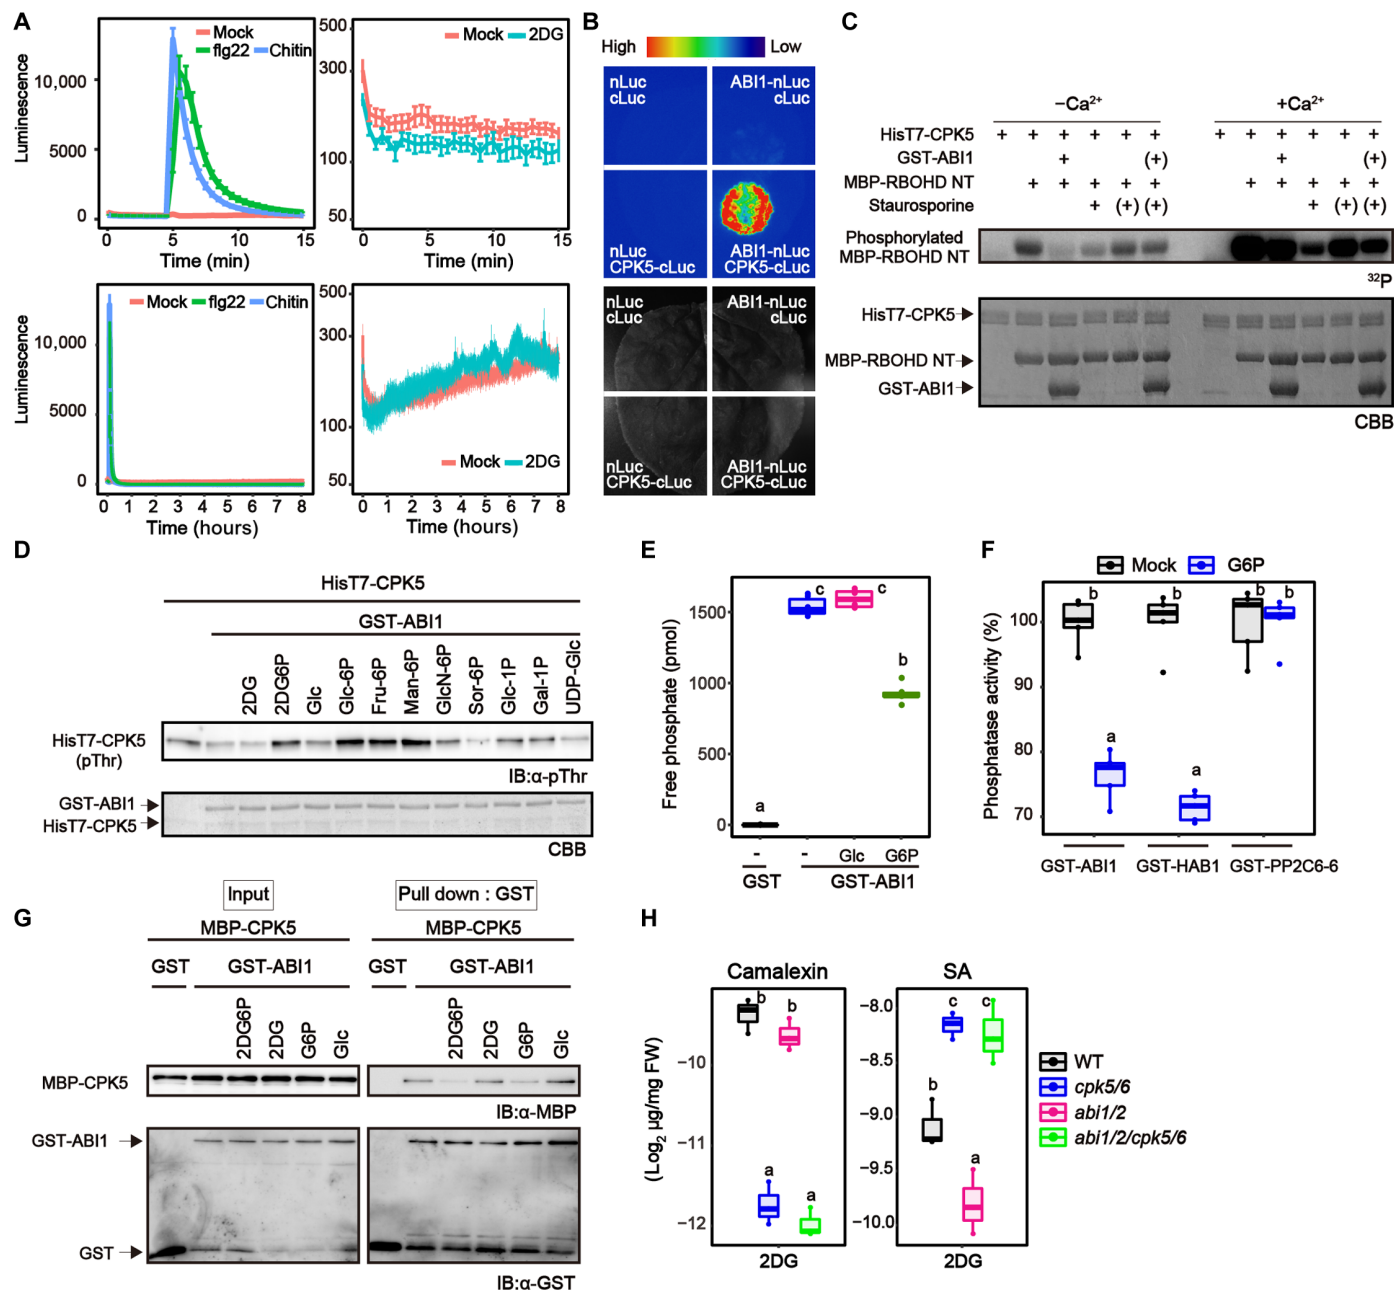 A
Mock
flg22 Chitin
10,000
5000
0
Luminescence
0 5 10 15
Time (min)
Mock 2DG
500
300
100
50
0 5 10 15
Time (min)
Mock flg22 Chitin
10,000
5000
0
Luminescence
0 1 2 3 4 5 6 7 8
Time (hours)
500
300
100
50
Mock 2DG
0 1 2 3 4 5 6 7 8
Time (hours)
B
High Low
nLuc
cLuc
ABI1-nLuc
cLuc
nLuc
CPK5-cLuc
ABI1-nLuc
CPK5-cLuc
nLuc
cLuc
ABI1-nLuc
cLuc
nLuc
CPK5-cLuc
ABI1-nLuc
CPK5-cLuc
C
−Ca²⁺ +Ca²⁺
HisT7-CPK5 + + + + + + + + + + + +
GST-ABI1 + (+) + (+)
MBP-RBOHD NT + + + + + + + + + +
Staurosporine + (+) (+) + (+) (+)
Phosphorylated
MBP-RBOHD NT
³²P
HisT7-CPK5
MBP-RBOHD NT
GST-ABI1
CBB
D
HisT7-CPK5
GST-ABI1
2DG
2DG6P
Glc
Glc-6P
Fru-6P
Man-6P
GlcN-6P
Sor-6P
Glc-1P
Gal-1P
UDP-Glc
HisT7-CPK5
(pThr)
IB:α-pThr
GST-ABI1
HisT7-CPK5
CBB
E
Free phosphate (pmol)
1500
1000
500
0
a c c b
- - Glc G6P
GST GST-ABI1
F
Mock G6P
Phosphatase activity (%)
100
90
80
70
b a b a b b
GST-ABI1 GST-HAB1 GST-PP2C6-6
G
Input Pull down : GST
MBP-CPK5 MBP-CPK5
GST GST-ABI1 GST GST-ABI1
2DG6P
2DG
G6P
Glc
2DG6P
2DG
G6P
Glc
MBP-CPK5
IB:α-MBP
GST-ABI1
GST
IB:α-GST
H
Camalexin SA
(Log₂ µg/mg FW)
−10
−11
−12
b b a a
2DG
−8.0
−8.5
−9.0
−9.5
−10.0
b c a c
2DG
WT
cpk5/6
abi1/2
abi1/2/cpk5/6